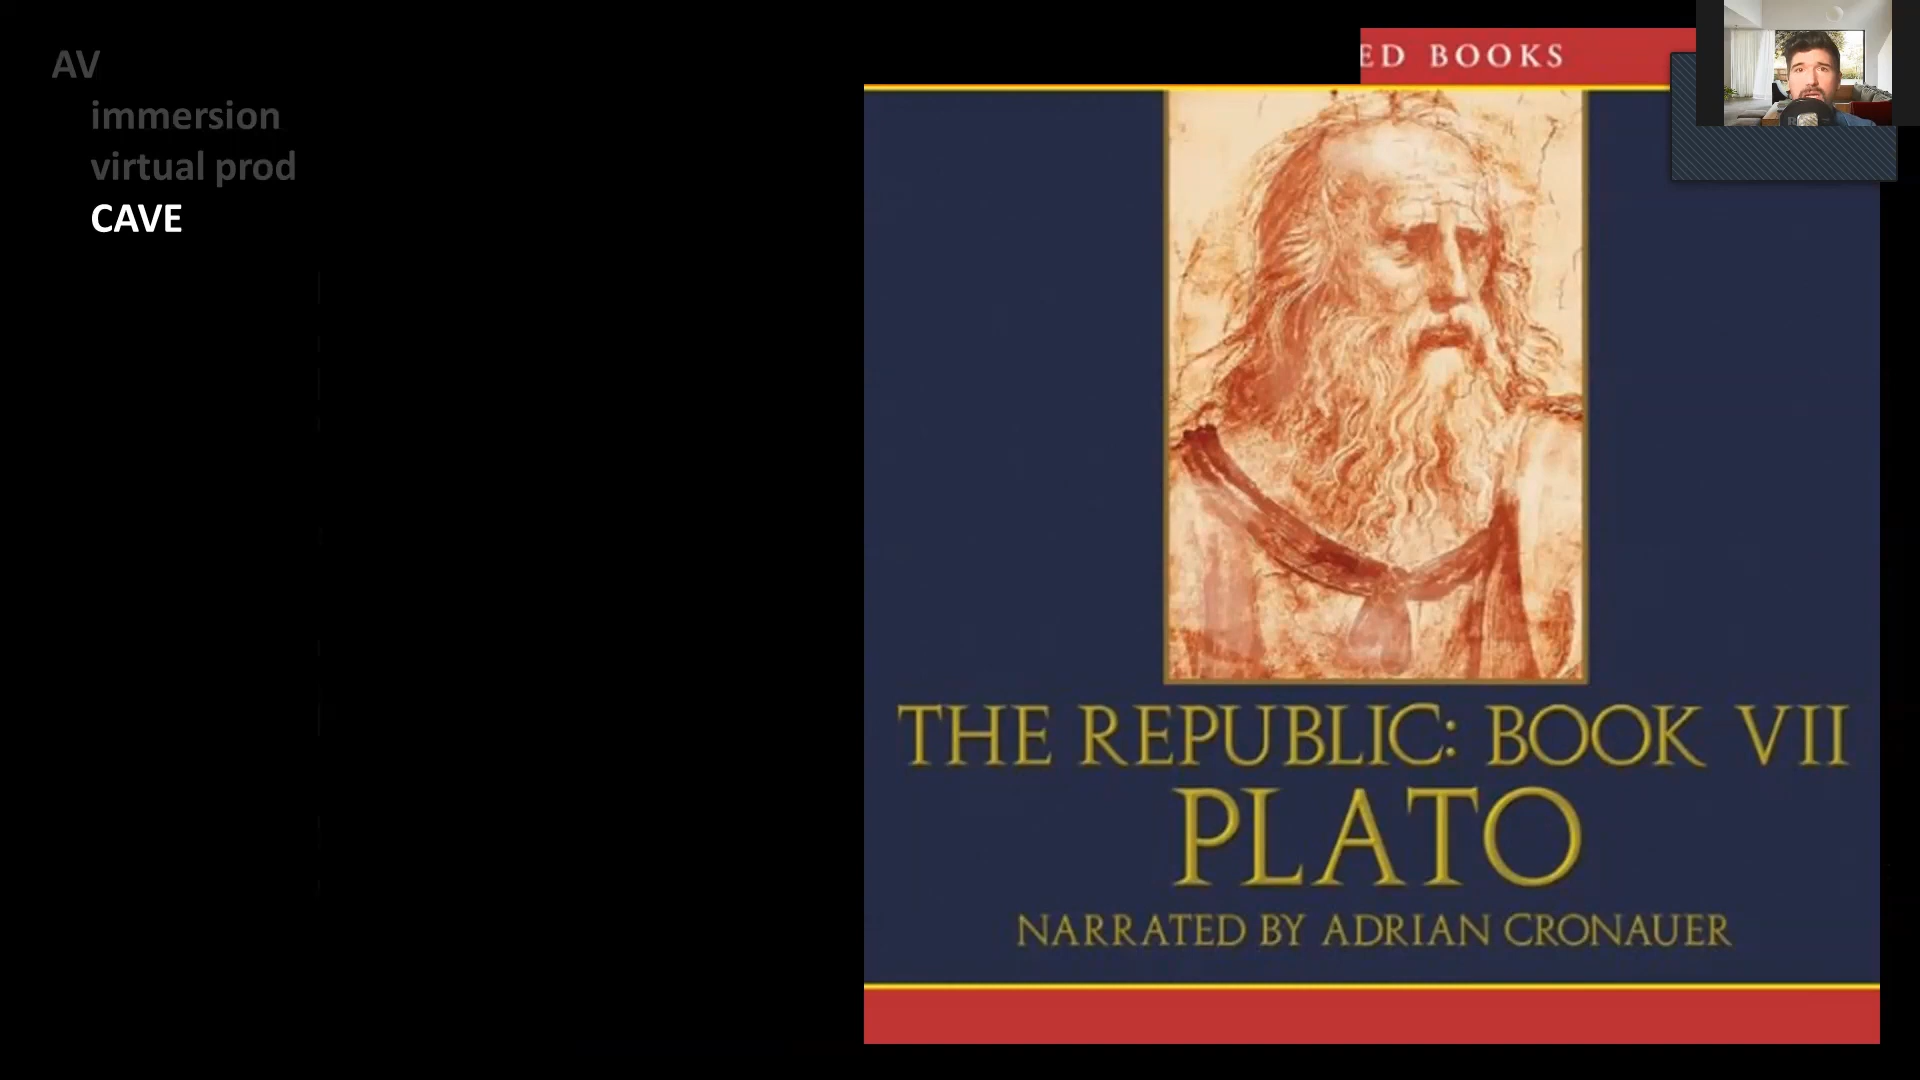 AV
immersion
virtual prod
CAVE
ED BOOKS
THE REPUBLIC: BOOK VII
PLATO
NARRATED BY ADRIAN CRONAUER